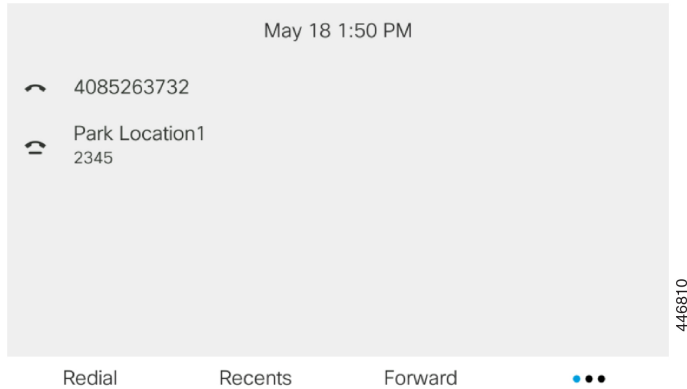 May 18 1:50 PM
4085263732
Park Location1
2345
446810
Redial
Recents
Forward